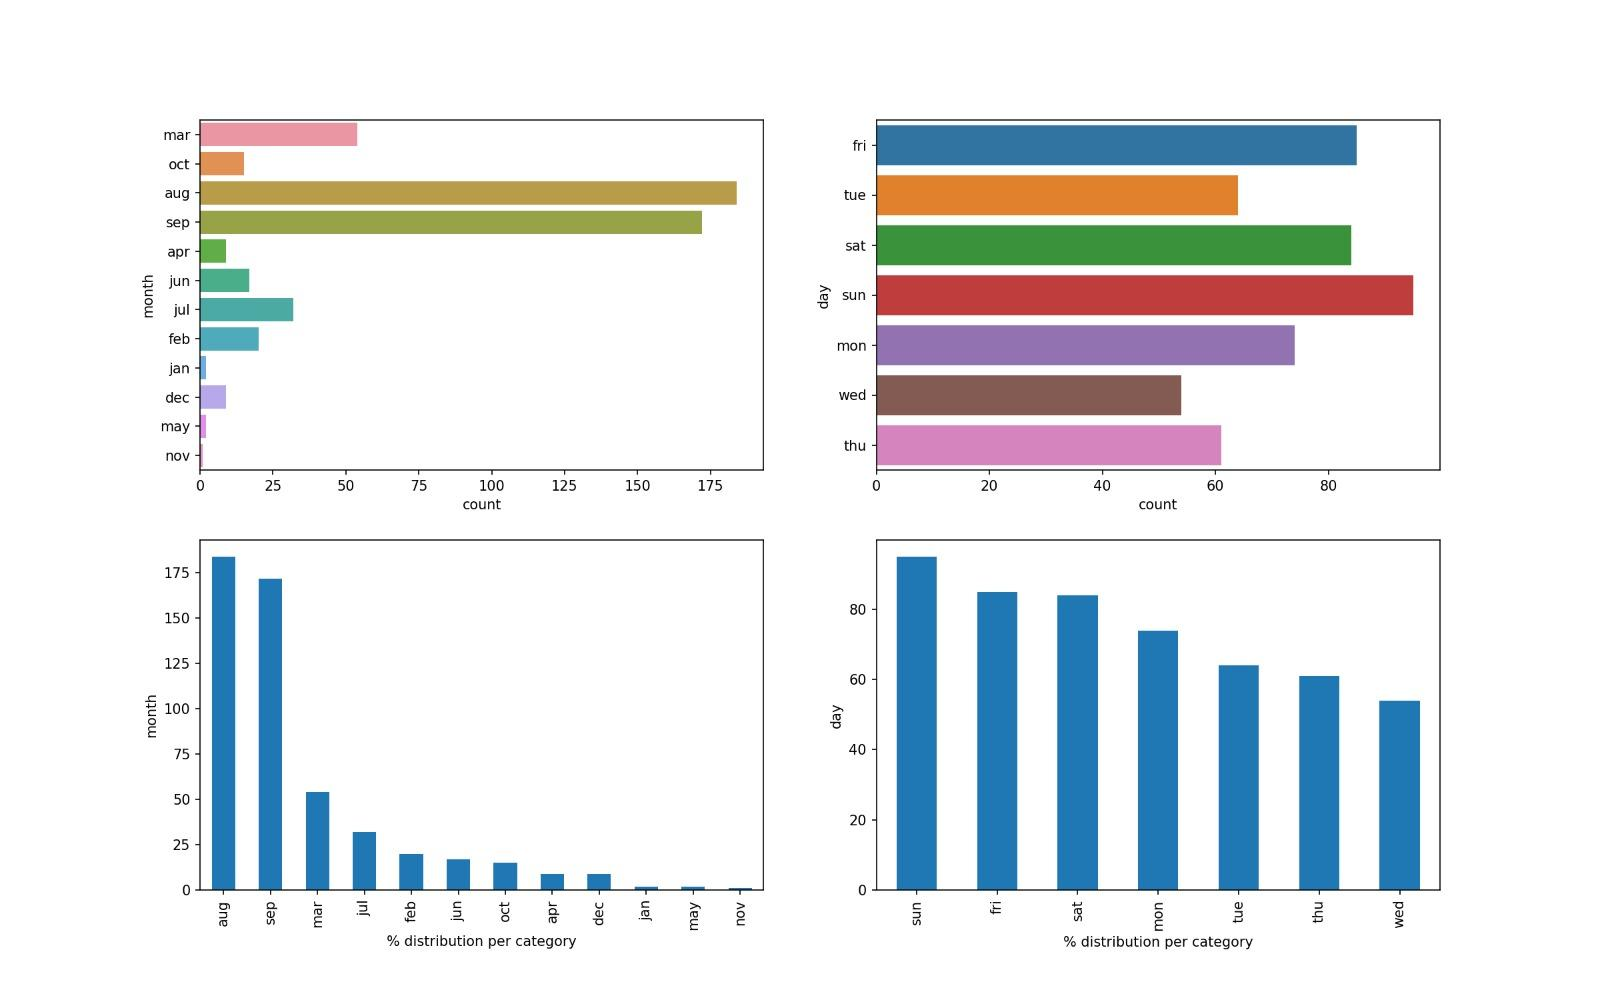 mar
oct
aug
sep
apr
jun
jul
feb
jan
dec
may
nov
month
0 25 50 75 100 125 150 175
count
fri
tue
sat
sun
mon
wed
thu
day
0 20 40 60 80
count
175
150
125
100
75
50
25
0
month
aug sep mar jul feb jun oct apr dec jan may nov
% distribution per category
80
60
40
20
0
day
sun fri sat mon tue thu wed
% distribution per category